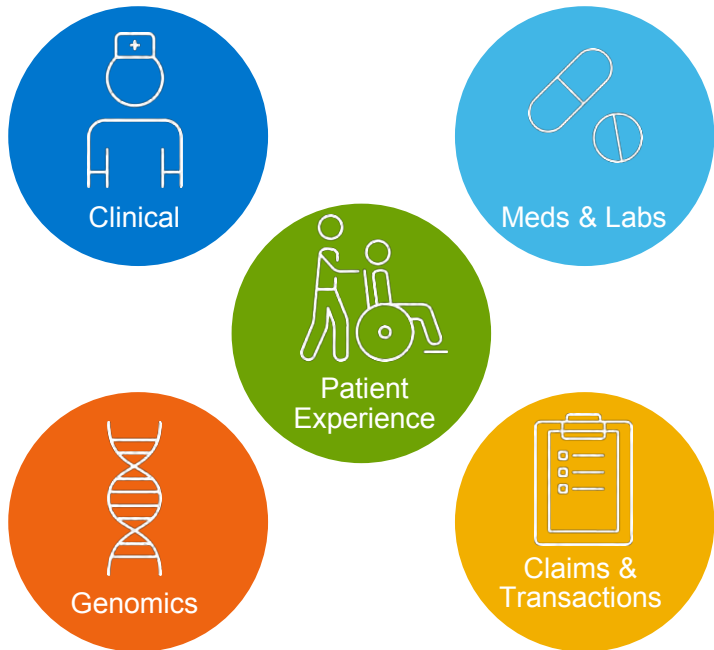 Clinical
Meds & Labs
Patient
Experience
Genomics
Claims &
Transactions